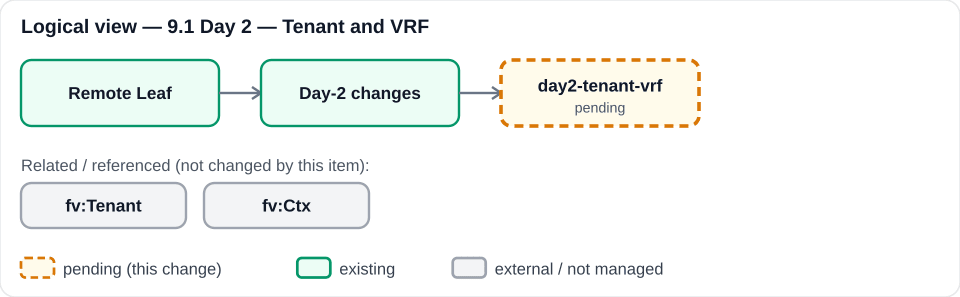 Logical view — 9.1 Day 2 — Tenant and VRF
Remote Leaf
Day-2 changes
day2-tenant-vrf
pending
Related / referenced (not changed by this item):
fv:Tenant
fv:Ctx
pending (this change)
existing
external / not managed